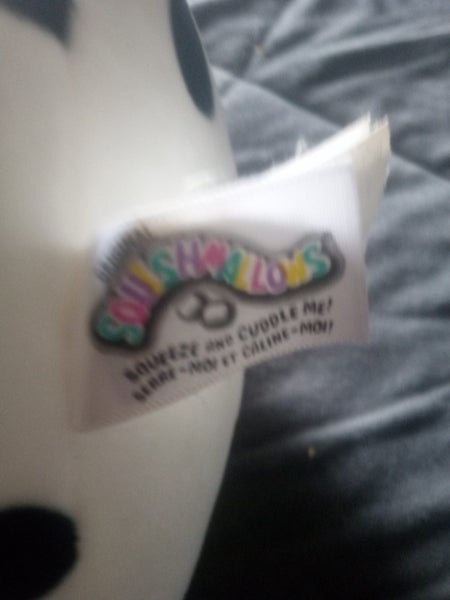 SQUISHMALLOWS
SQUEEZE AND CUDDLE ME!
SERRE-MOI ET CÂLINE-MOI!